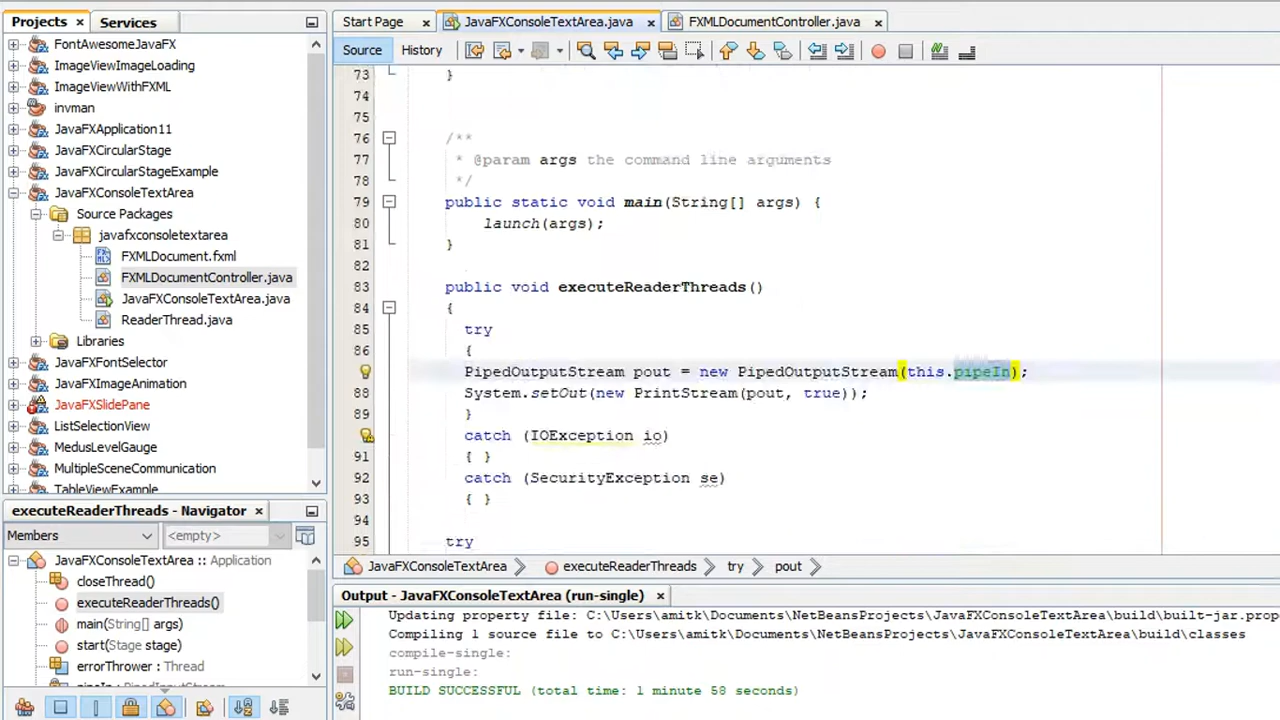 Projects × Services
FontAwesomeJavaFX
ImageViewImageLoading
ImageViewWithFXML
invman
JavaFXApplication11
JavaFXCircularStage
JavaFXCircularStageExample
JavaFXConsoleTextArea
Source Packages
javafxconsoletextarea
FXMLDocument.fxml
FXMLDocumentController.java
JavaFXConsoleTextArea.java
ReaderThread.java
Libraries
JavaFXFontSelector
JavaFXImageAnimation
JavaFXSlidePane
ListSelectionView
MedusLevelGauge
MultipleSceneCommunication
TableViewExample
executeReaderThreads - Navigator ×
Members <empty>
JavaFXConsoleTextArea :: Application
closeThread()
executeReaderThreads()
main(String[] args)
start(Stage stage)
errorThrower : Thread
pipeIn : PipedInputStream
Start Page × JavaFXConsoleTextArea.java × FXMLDocumentController.java ×
Source History
73 }
74
75
76 /**
77 * @param args the command line arguments
78 */
79 public static void main(String[] args) {
80 launch(args);
81 }
82
83 public void executeReaderThreads()
84 {
85 try
86 {
PipedOutputStream pout = new PipedOutputStream(this.pipeIn);
88 System.setOut(new PrintStream(pout, true));
89 }
catch (IOException io)
91 { }
92 catch (SecurityException se)
93 { }
94
95 try
JavaFXConsoleTextArea executeReaderThreads try pout
Output - JavaFXConsoleTextArea (run-single) ×
Updating property file: C:\Users\amitk\Documents\NetBeansProjects\JavaFXConsoleTextArea\build\built-jar.prop
Compiling 1 source file to C:\Users\amitk\Documents\NetBeansProjects\JavaFXConsoleTextArea\build\classes
compile-single:
run-single:
BUILD SUCCESSFUL (total time: 1 minute 58 seconds)